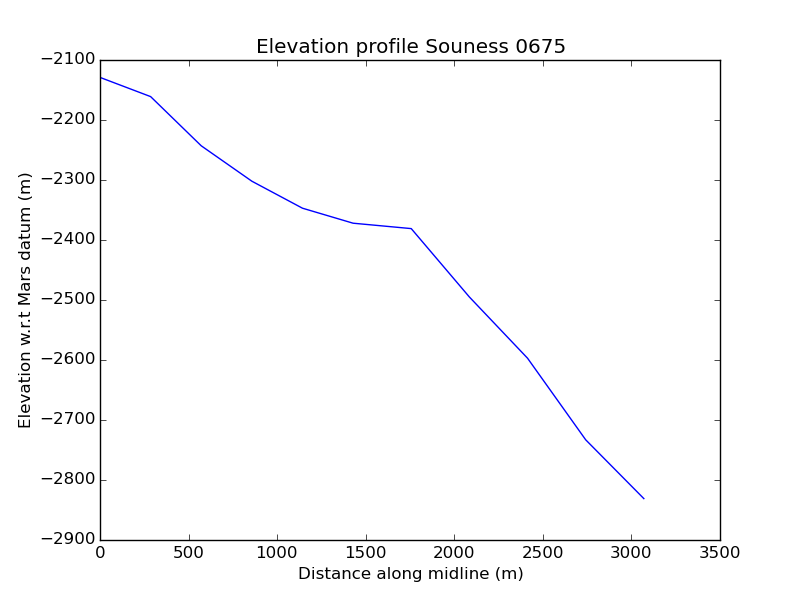 Elevation profile Souness 0675
−2100
−2200
−2300
−2400
−2500
−2600
−2700
−2800
−2900
Elevation w.r.t Mars datum (m)
0 500 1000 1500 2000 2500 3000 3500
Distance along midline (m)